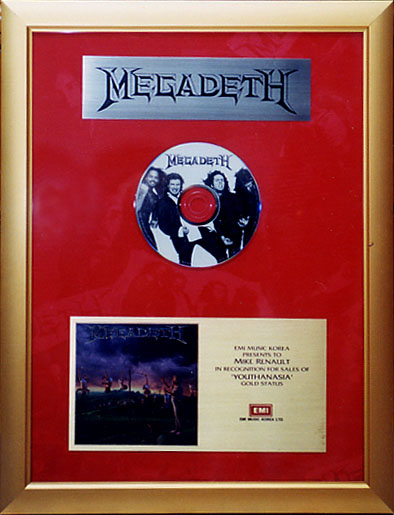 MEGADETH
MEGADETH
MEGADETH
EMI MUSIC KOREA
PRESENTS TO
MIKE RENAULT
IN RECOGNITION FOR SALES OF
'YOUTHANASIA'
GOLD STATUS
EMI
EMI MUSIC KOREA LTD.